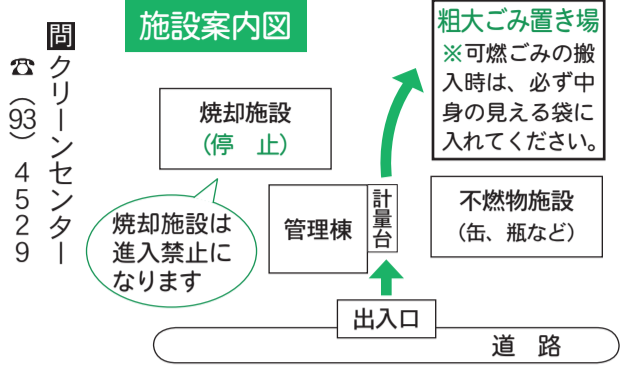 施設案内図
問クリーンセンター
☎（93）4529
粗大ごみ置き場
※可燃ごみの搬
入時は、必ず中
身の見える袋に
入れてください。
焼却施設
（停　止）
焼却施設は
進入禁止に
なります
管理棟
計量台
不燃物施設
（缶、瓶など）
出入口
道　路